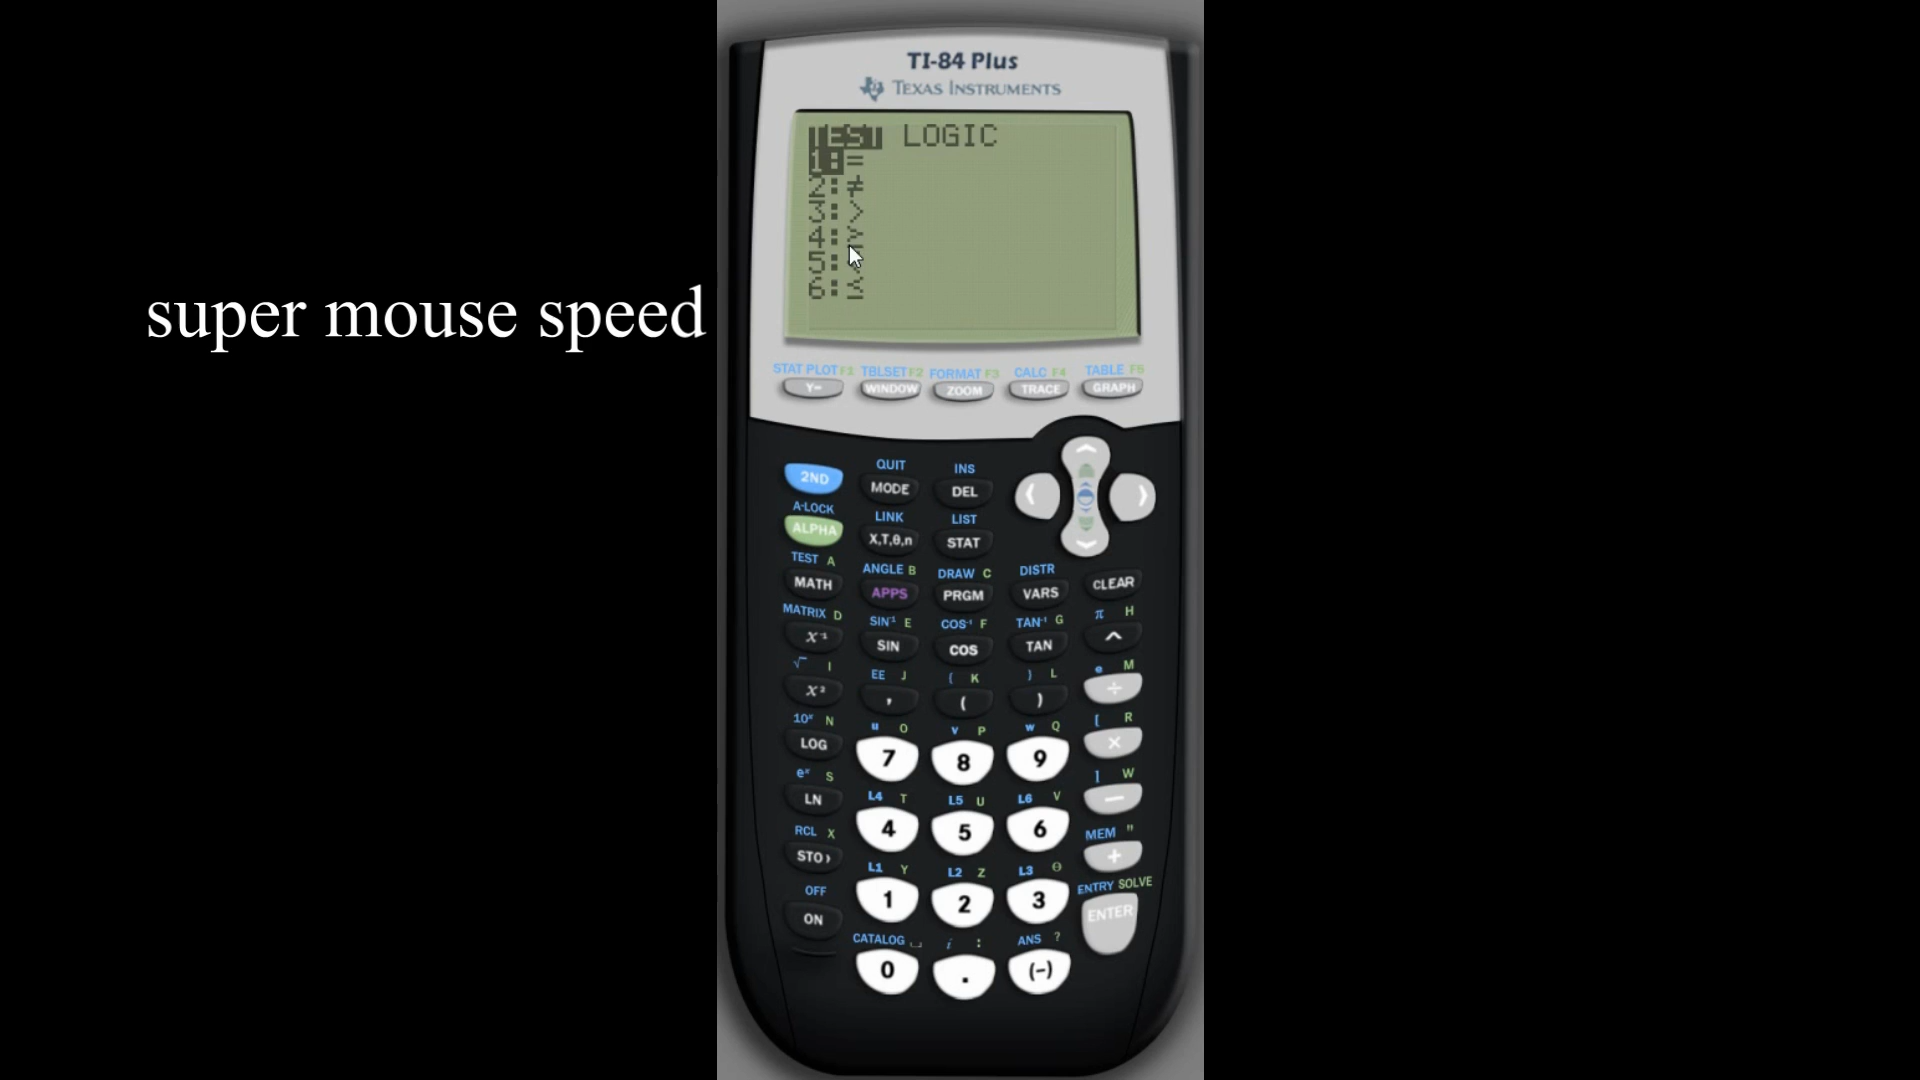 TI-84 Plus
TEXAS INSTRUMENTS
TEST LOGIC
1:=
2:≠
3:>
4:≥
5:
6:≤
super mouse speed
STAT PLOT F1 TBLSET F2 FORMAT F3 CALC F4 TABLE F5
Y= WINDOW ZOOM TRACE GRAPH
QUIT INS
2ND MODE DEL
A-LOCK LINK LIST
ALPHA X,T,θ,n STAT
TEST A ANGLE B DRAW C DISTR
MATH APPS PRGM VARS CLEAR
MATRIX D SIN⁻¹ E COS⁻¹ F TAN⁻¹ G π H
x⁻¹ SIN COS TAN ^
√ I EE J { K } L e M
x² , ( ) ÷
10ˣ N u O v P w Q [ R
LOG 7 8 9 ×
eˣ S L4 T L5 U L6 V ] W
LN 4 5 6 −
RCL X L1 Y L2 Z L3 θ MEM "
STO› 1 2 3 +
OFF ENTRY SOLVE
ON ENTER
CATALOG ⎵ i : ANS ?
0 . (-)